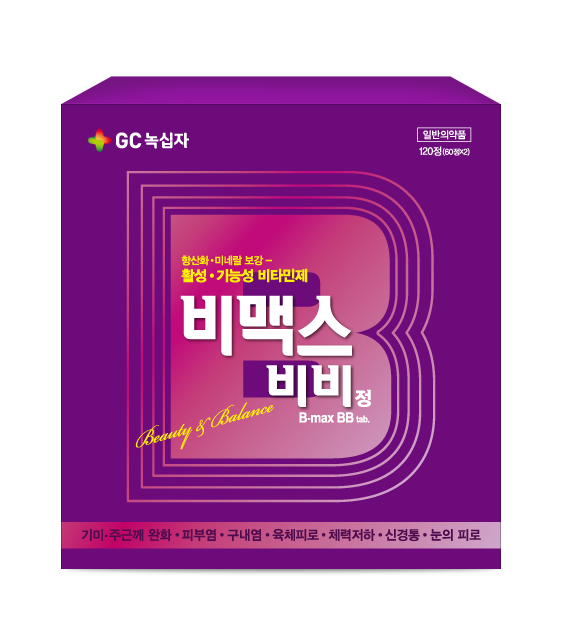 GC녹십자
일반의약품
120정(60정X2)
항산화·미네랄 보강 –
활성·기능성 비타민제
비맥스
비비정
B-max BB tab.
Beauty & Balance
기미·주근깨 완화·피부염·구내염·육체피로·체력저하·신경통·눈의 피로